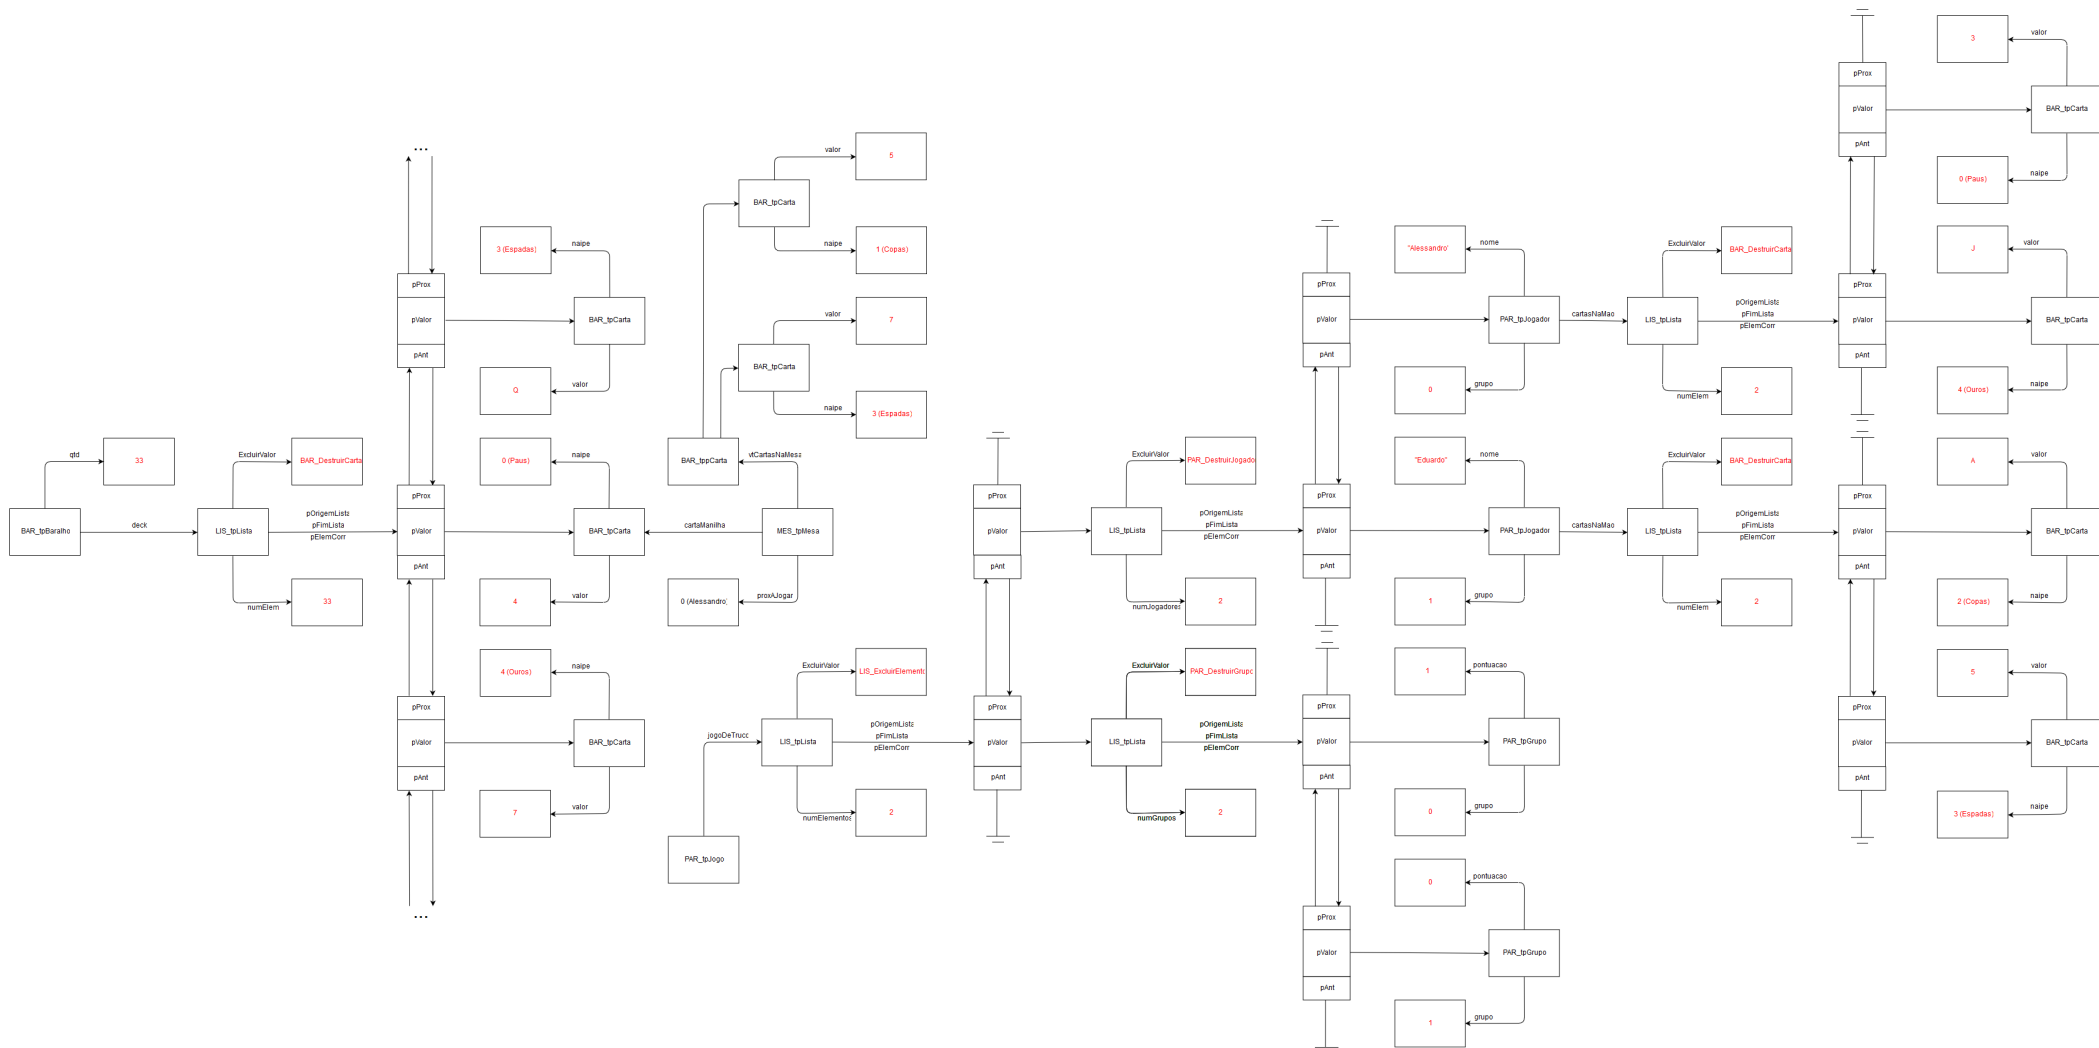 3
valor
pProx
pValor
BAR_tpCarta
pAnt
0 (Paus)
naipe
...
valor
5
BAR_tpCarta
naipe
1 (Copas)
3 (Espadas)
naipe
pProx
pValor
BAR_tpCarta
pAnt
Q
valor
valor
7
BAR_tpCarta
naipe
3 (Espadas)
"Alessandro"
nome
pProx
pValor
PAR_tpJogador
pAnt
0
grupo
cartasNaMao
ExcluirValor
BAR_DestruirCarta
LIS_tpLista
pOrigemLista
pFimLista
pElemCorr
numElem
2
J
valor
pProx
pValor
BAR_tpCarta
pAnt
4 (Ouros)
naipe
qtd
33
BAR_tpBaralho
deck
ExcluirValor
BAR_DestruirCarta
LIS_tpLista
pOrigemLista
pFimLista
pElemCorr
numElem
33
0 (Paus)
naipe
pProx
pValor
BAR_tpCarta
pAnt
4
valor
BAR_tppCarta
vtCartasNaMesa
cartaManilha
MES_tpMesa
0 (Alessandro)
proxAJogar
pProx
pValor
pAnt
ExcluirValor
PAR_DestruirJogado
LIS_tpLista
pOrigemLista
pFimLista
pElemCorr
numJogadores
2
"Eduardo"
nome
pProx
pValor
PAR_tpJogador
pAnt
1
grupo
cartasNaMao
ExcluirValor
BAR_DestruirCarta
LIS_tpLista
pOrigemLista
pFimLista
pElemCorr
numElem
2
A
valor
pProx
pValor
BAR_tpCarta
pAnt
2 (Copas)
naipe
4 (Ouros)
naipe
pProx
pValor
BAR_tpCarta
pAnt
7
valor
...
PAR_tpJogo
jogoDeTruco
ExcluirValor
LIS_ExcluirElemento
LIS_tpLista
pOrigemLista
pFimLista
pElemCorr
numElementos
2
pProx
pValor
pAnt
ExcluirValor
PAR_DestruirGrupo
LIS_tpLista
pOrigemLista
pFimLista
pElemCorr
numGrupos
2
1
pontuacao
pProx
pValor
PAR_tpGrupo
pAnt
0
grupo
5
valor
pProx
pValor
BAR_tpCarta
pAnt
3 (Espadas)
naipe
0
pontuacao
pProx
pValor
PAR_tpGrupo
pAnt
1
grupo